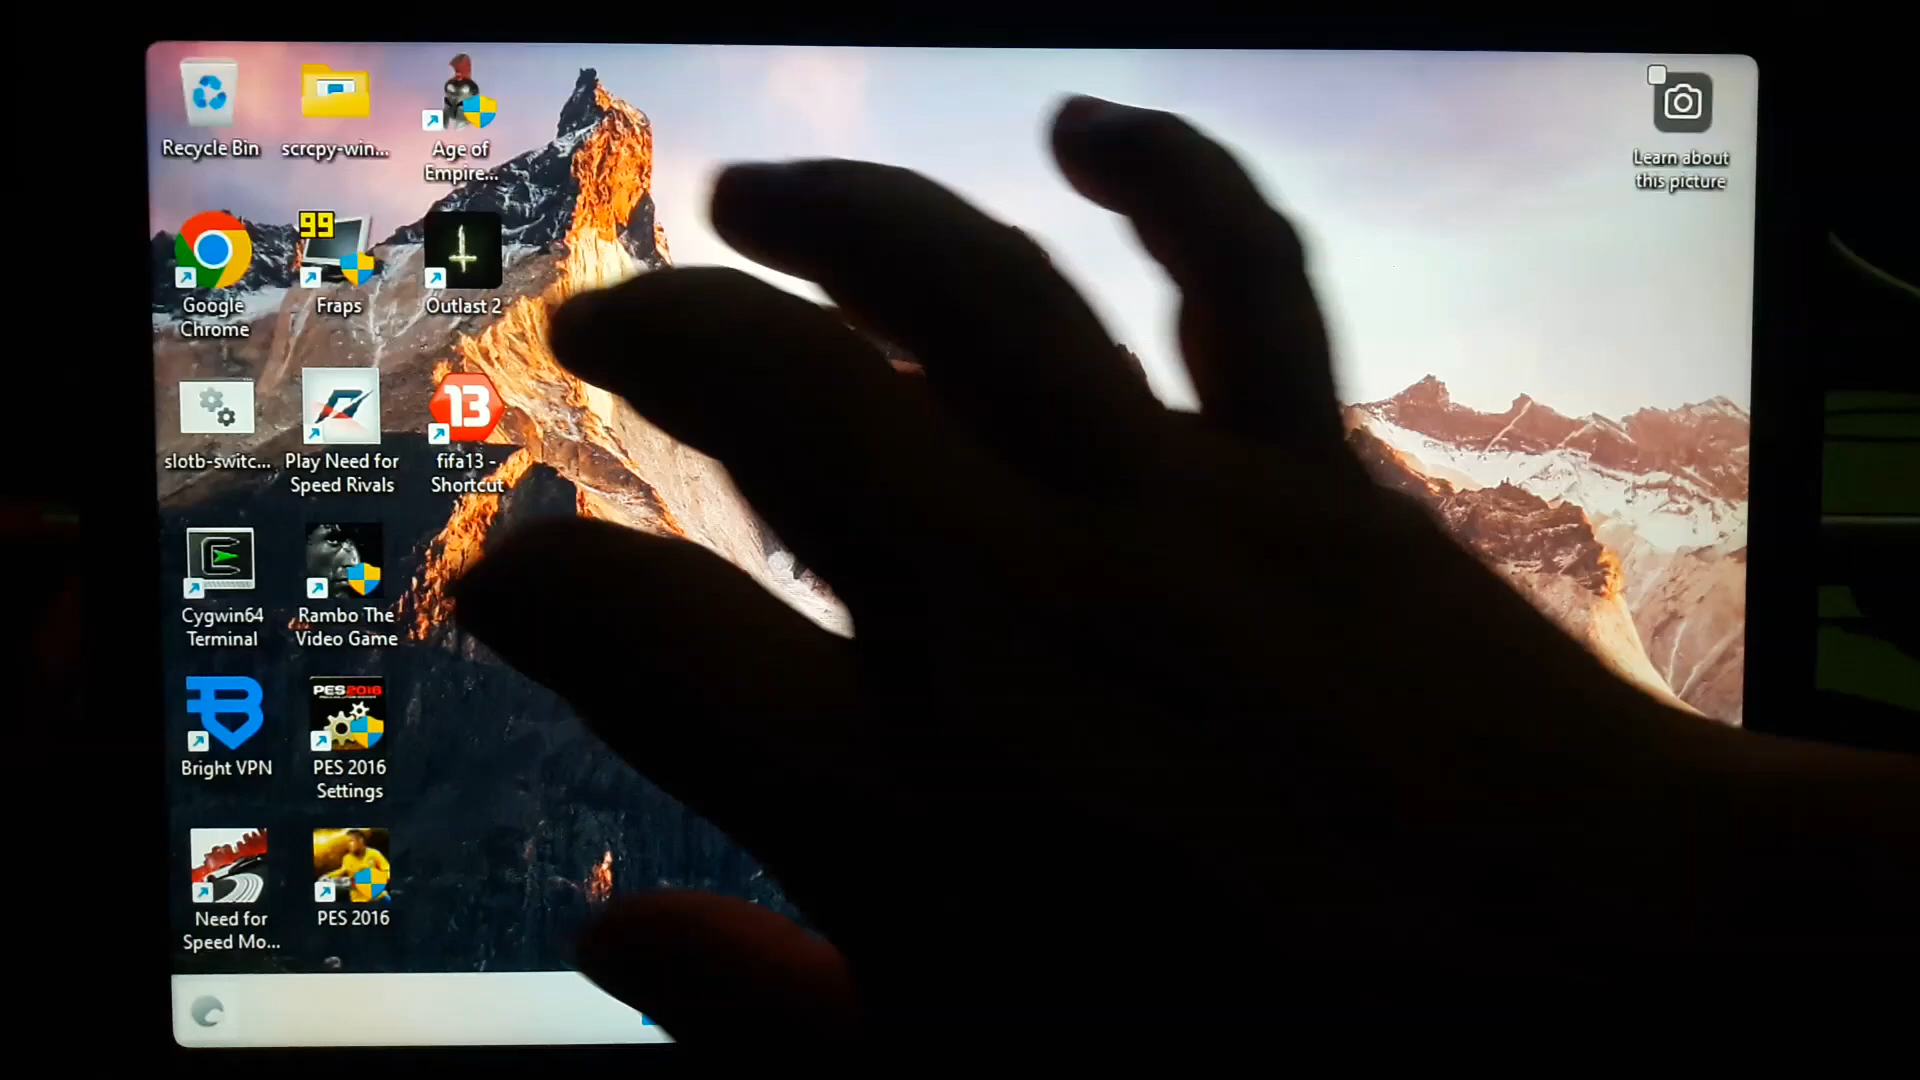 Recycle Bin
scrcpy-win...
Age of
Empire...
Learn about
this picture
99
Google
Chrome
Fraps
Outlast 2
13
slotb-switc...
Play Need for
Speed Rivals
fifa13 -
Shortcut
Cygwin64
Terminal
Rambo The
Video Game
PES2016
Bright VPN
PES 2016
Settings
Need for
Speed Mo...
PES 2016